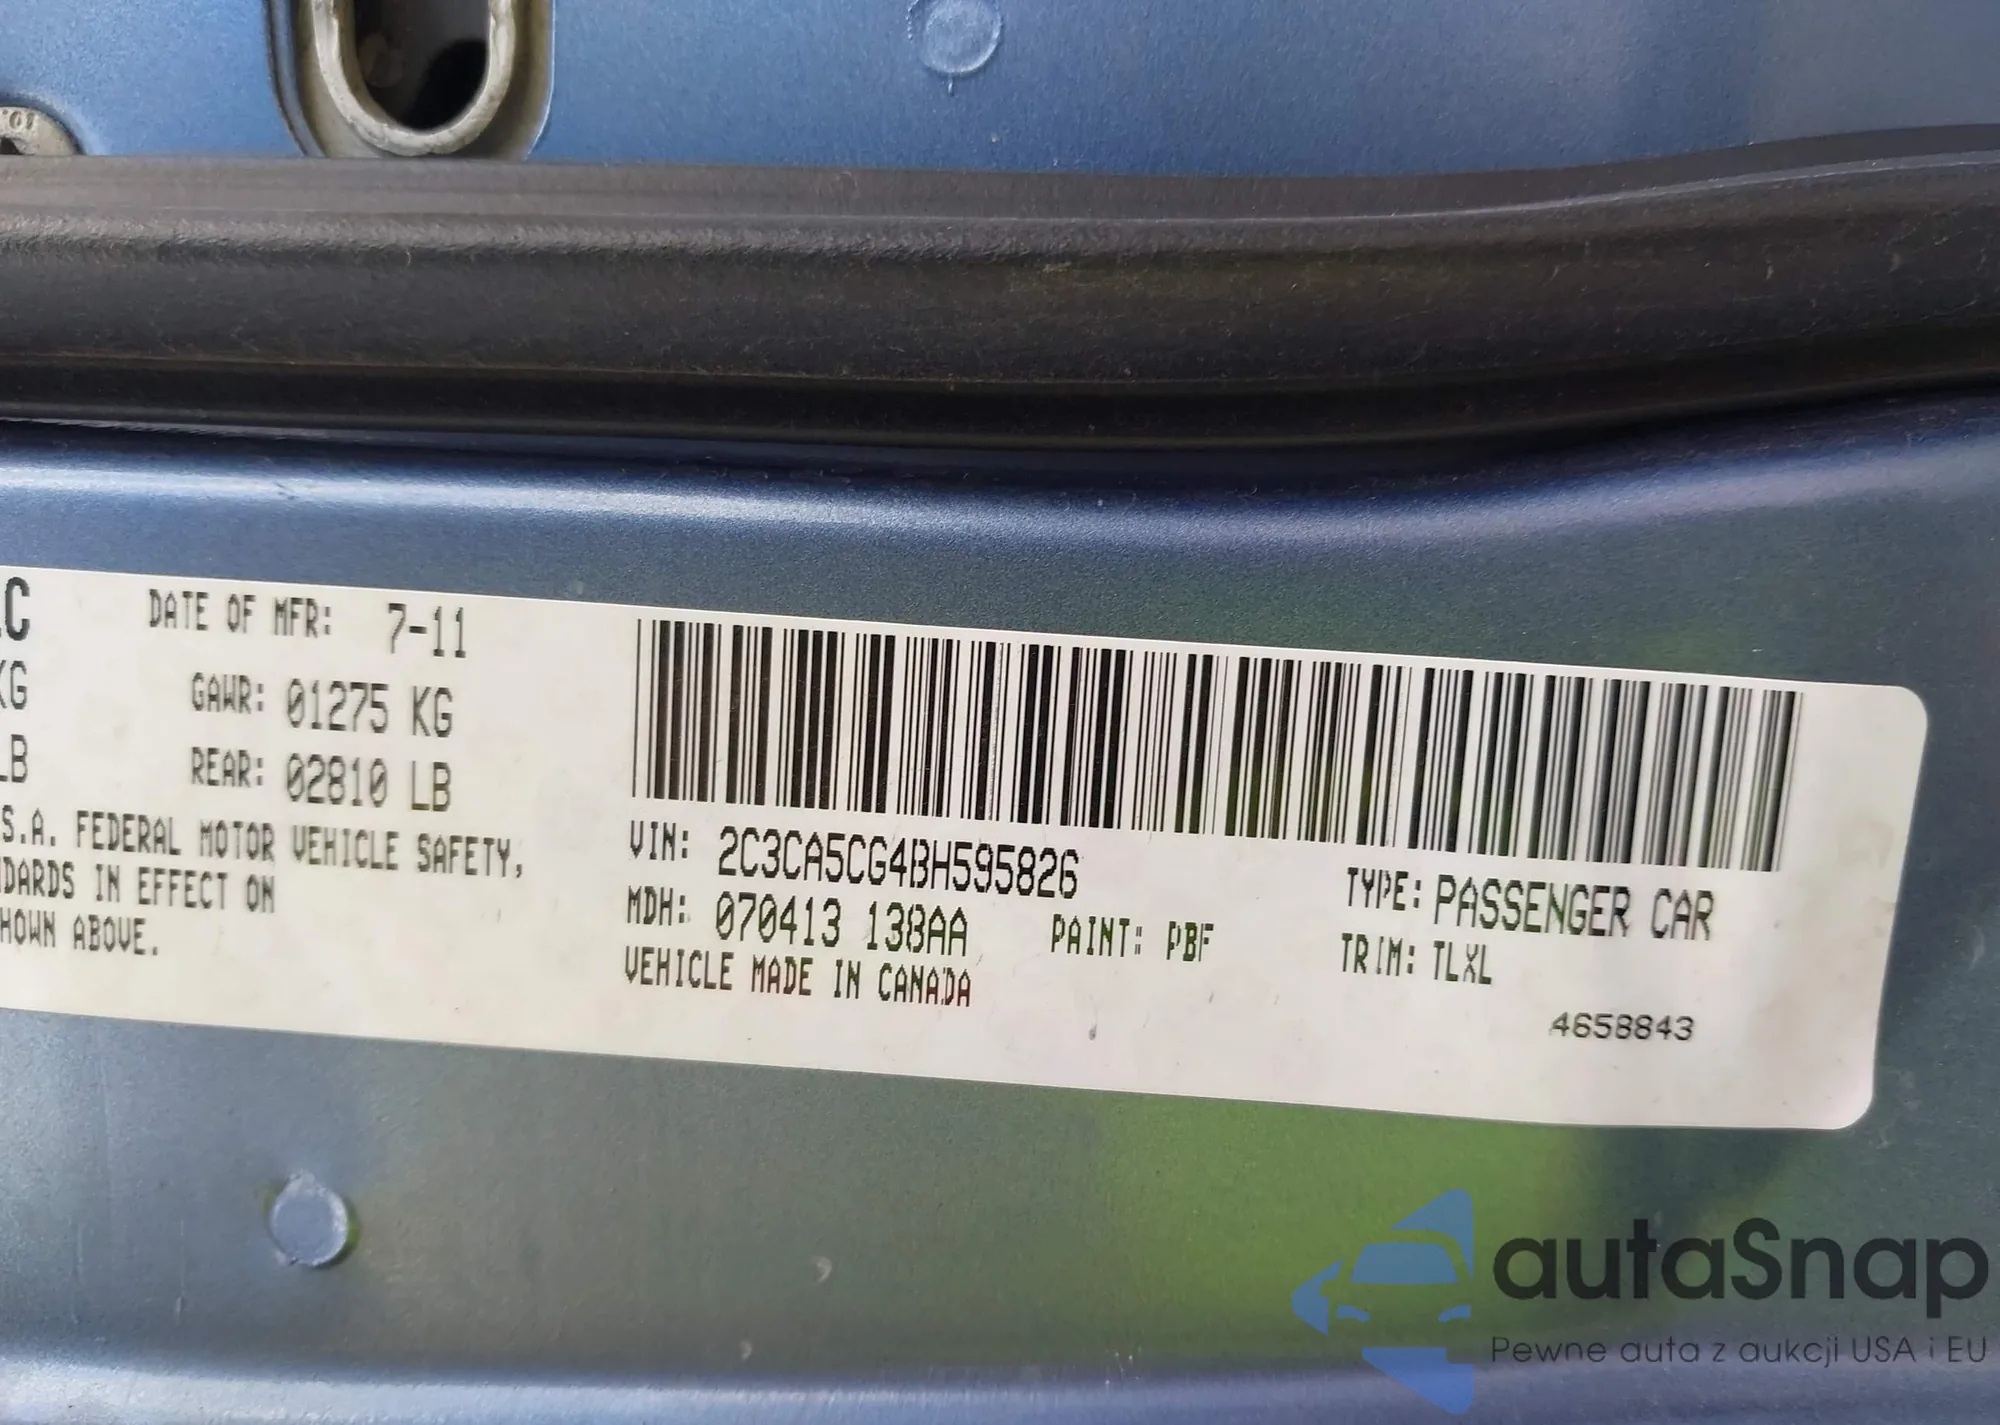 DATE OF MFR: 7-11
KG GAWR: 01275 KG
LB REAR: 02810 LB
S.A. FEDERAL MOTOR VEHICLE SAFETY,
DARDS IN EFFECT ON
HOWN ABOVE.
VIN: 2C3CA5CG4BH595826
TYPE: PASSENGER CAR
MDH: 070413 138AA PAINT: PBF
TRIM: TLXL
VEHICLE MADE IN CANADA
4658843
autaSnap
Pewne auta z aukcji USA i EU